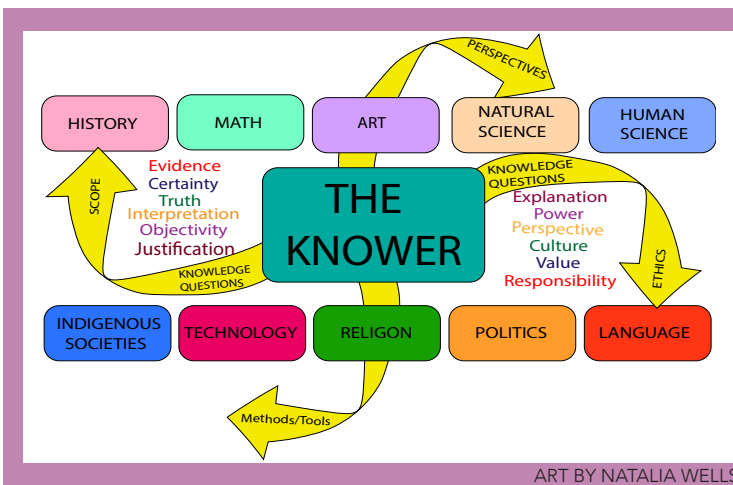 PERSPECTIVES
HISTORY
MATH
ART
NATURAL
SCIENCE
HUMAN
SCIENCE
SCOPE
Evidence
Certainty
Truth
Interpretation
Objectivity
Justification
KNOWLEDGE
QUESTIONS
THE
KNOWER
KNOWLEDGE
QUESTIONS
Explanation
Power
Perspective
Culture
Value
Responsibility
ETHICS
INDIGENOUS
SOCIETIES
TECHNOLOGY
RELIGON
POLITICS
LANGUAGE
Methods/Tools
ART BY NATALIA WELLS